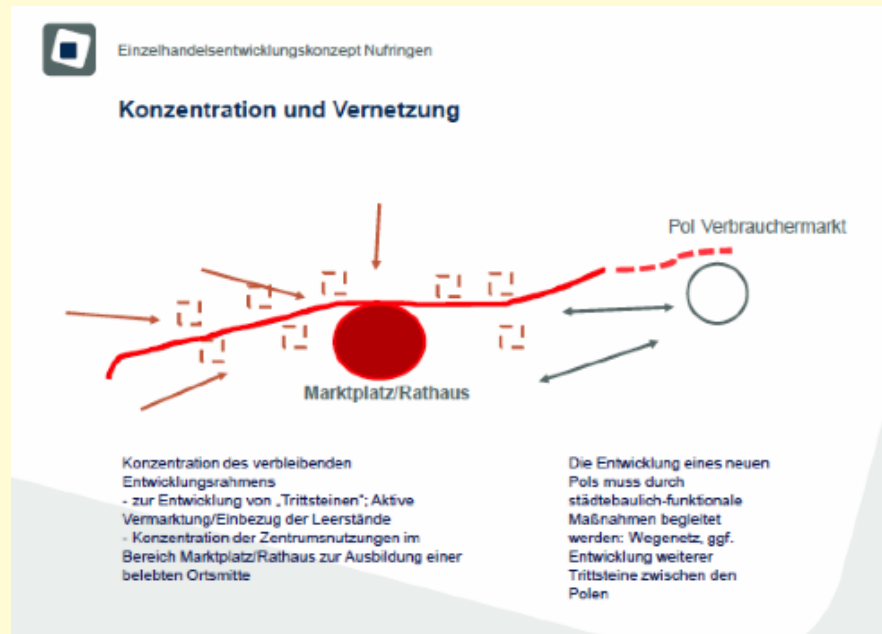 Einzelhandelsentwicklungskonzept Nufringen
Konzentration und Vernetzung
Pol Verbrauchermarkt
Marktplatz/Rathaus
Konzentration des verbleibenden
Entwicklungsrahmens
- zur Entwicklung von „Trittsteinen“; Aktive
Vermarktung/Einbezug der Leerstände
- Konzentration der Zentrumsnutzungen im
Bereich Marktplatz/Rathaus zur Ausbildung einer
belebten Ortsmitte
Die Entwicklung eines neuen
Pols muss durch
städtebaulich-funktionale
Maßnahmen begleitet
werden: Wegenetz, ggf.
Entwicklung weiterer
Trittsteine zwischen den
Polen